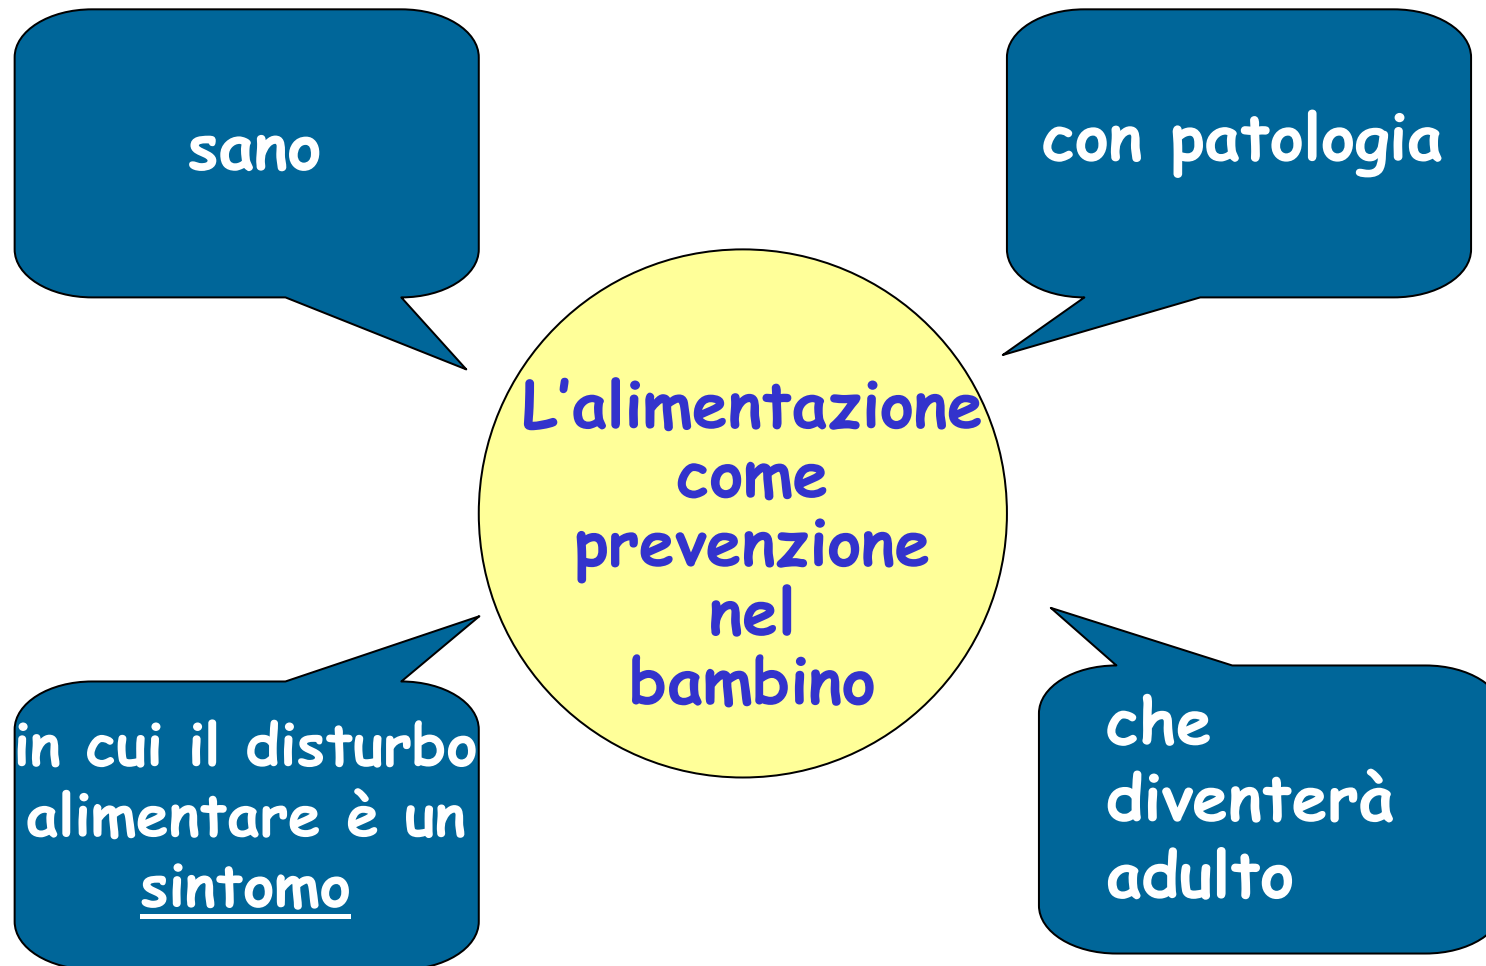 sano
con patologia
L'alimentazione
come
prevenzione
nel
bambino
in cui il disturbo
alimentare è un
sintomo
che
diventerà
adulto